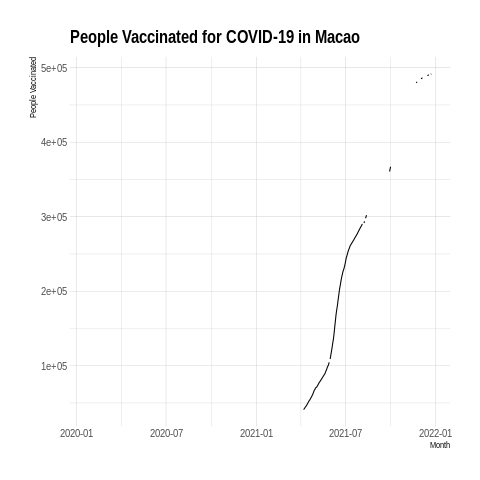 People Vaccinated for COVID-19 in Macao
People Vaccinated
5e+05
4e+05
3e+05
2e+05
1e+05
2020-01 2020-07 2021-01 2021-07 2022-01
Month